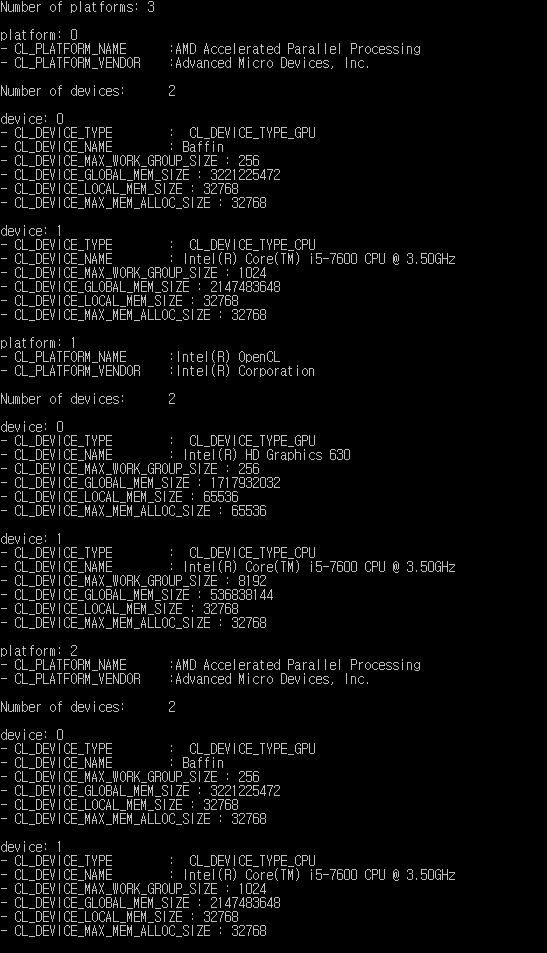 Number of platforms: 3
platform: 0
- CL_PLATFORM_NAME :AMD Accelerated Parallel Processing
- CL_PLATFORM_VENDOR :Advanced Micro Devices, Inc.
Number of devices: 2
device: 0
- CL_DEVICE_TYPE : CL_DEVICE_TYPE_GPU
- CL_DEVICE_NAME : Baffin
- CL_DEVICE_MAX_WORK_GROUP_SIZE : 256
- CL_DEVICE_GLOBAL_MEM_SIZE : 3221225472
- CL_DEVICE_LOCAL_MEM_SIZE : 32768
- CL_DEVICE_MAX_MEM_ALLOC_SIZE : 32768
device: 1
- CL_DEVICE_TYPE : CL_DEVICE_TYPE_CPU
- CL_DEVICE_NAME : Intel(R) Core(TM) i5-7600 CPU @ 3.50GHz
- CL_DEVICE_MAX_WORK_GROUP_SIZE : 1024
- CL_DEVICE_GLOBAL_MEM_SIZE : 2147483648
- CL_DEVICE_LOCAL_MEM_SIZE : 32768
- CL_DEVICE_MAX_MEM_ALLOC_SIZE : 32768
platform: 1
- CL_PLATFORM_NAME :Intel(R) OpenCL
- CL_PLATFORM_VENDOR :Intel(R) Corporation
Number of devices: 2
device: 0
- CL_DEVICE_TYPE : CL_DEVICE_TYPE_GPU
- CL_DEVICE_NAME : Intel(R) HD Graphics 630
- CL_DEVICE_MAX_WORK_GROUP_SIZE : 256
- CL_DEVICE_GLOBAL_MEM_SIZE : 1717932032
- CL_DEVICE_LOCAL_MEM_SIZE : 65536
- CL_DEVICE_MAX_MEM_ALLOC_SIZE : 65536
device: 1
- CL_DEVICE_TYPE : CL_DEVICE_TYPE_CPU
- CL_DEVICE_NAME : Intel(R) Core(TM) i5-7600 CPU @ 3.50GHz
- CL_DEVICE_MAX_WORK_GROUP_SIZE : 8192
- CL_DEVICE_GLOBAL_MEM_SIZE : 536838144
- CL_DEVICE_LOCAL_MEM_SIZE : 32768
- CL_DEVICE_MAX_MEM_ALLOC_SIZE : 32768
platform: 2
- CL_PLATFORM_NAME :AMD Accelerated Parallel Processing
- CL_PLATFORM_VENDOR :Advanced Micro Devices, Inc.
Number of devices: 2
device: 0
- CL_DEVICE_TYPE : CL_DEVICE_TYPE_GPU
- CL_DEVICE_NAME : Baffin
- CL_DEVICE_MAX_WORK_GROUP_SIZE : 256
- CL_DEVICE_GLOBAL_MEM_SIZE : 3221225472
- CL_DEVICE_LOCAL_MEM_SIZE : 32768
- CL_DEVICE_MAX_MEM_ALLOC_SIZE : 32768
device: 1
- CL_DEVICE_TYPE : CL_DEVICE_TYPE_CPU
- CL_DEVICE_NAME : Intel(R) Core(TM) i5-7600 CPU @ 3.50GHz
- CL_DEVICE_MAX_WORK_GROUP_SIZE : 1024
- CL_DEVICE_GLOBAL_MEM_SIZE : 2147483648
- CL_DEVICE_LOCAL_MEM_SIZE : 32768
- CL_DEVICE_MAX_MEM_ALLOC_SIZE : 32768